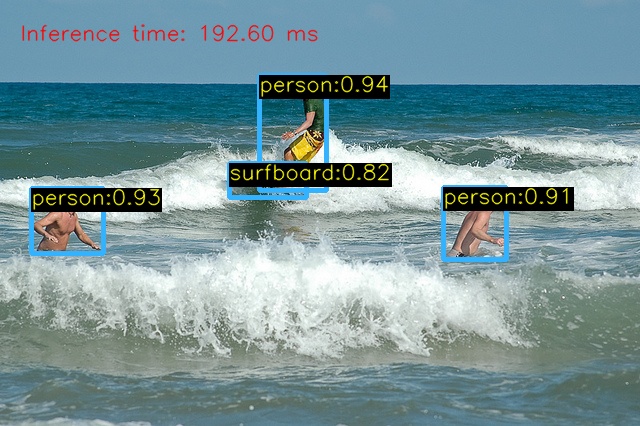 Inference time: 192.60 ms
person:0.94
surfboard:0.82
person:0.93
person:0.91